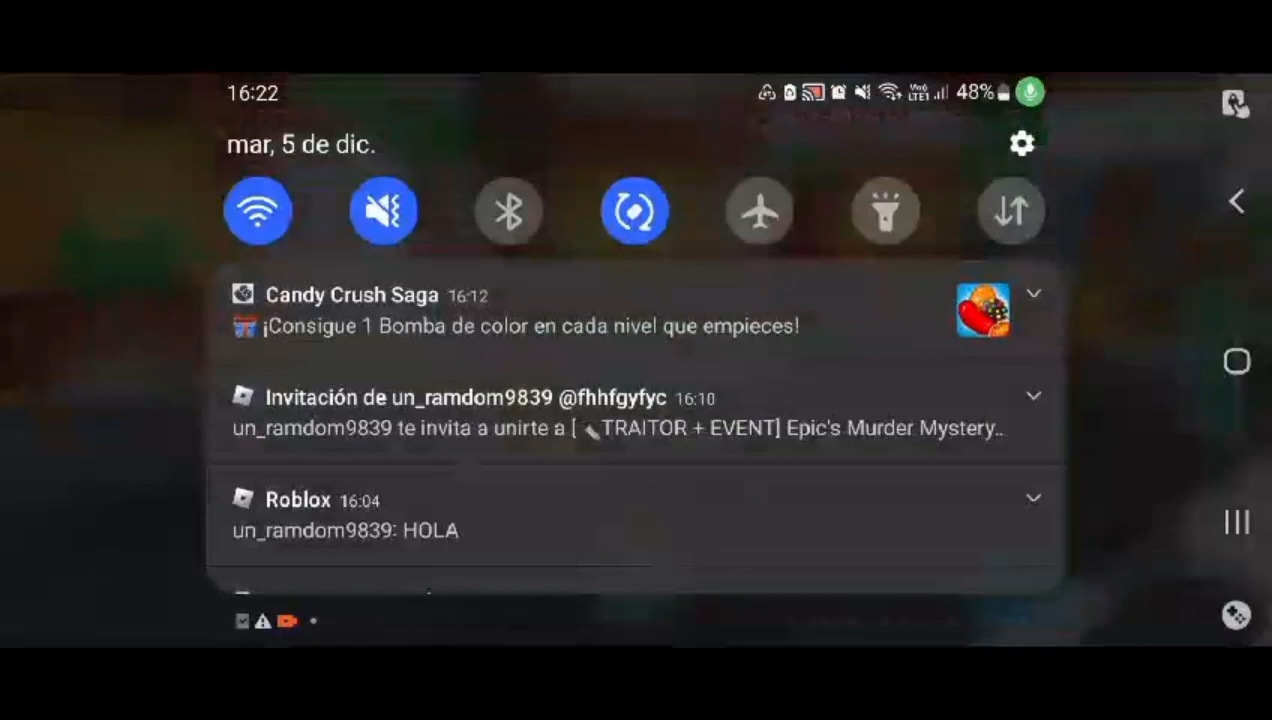 16:22
48%
mar, 5 de dic.
Candy Crush Saga 16:12
¡Consigue 1 Bomba de color en cada nivel que empieces!
Invitación de un_ramdom9839 @fhhfgyfyc 16:10
un_ramdom9839 te invita a unirte a [ 🔪TRAITOR + EVENT] Epic's Murder Mystery..
Roblox 16:04
un_ramdom9839: HOLA